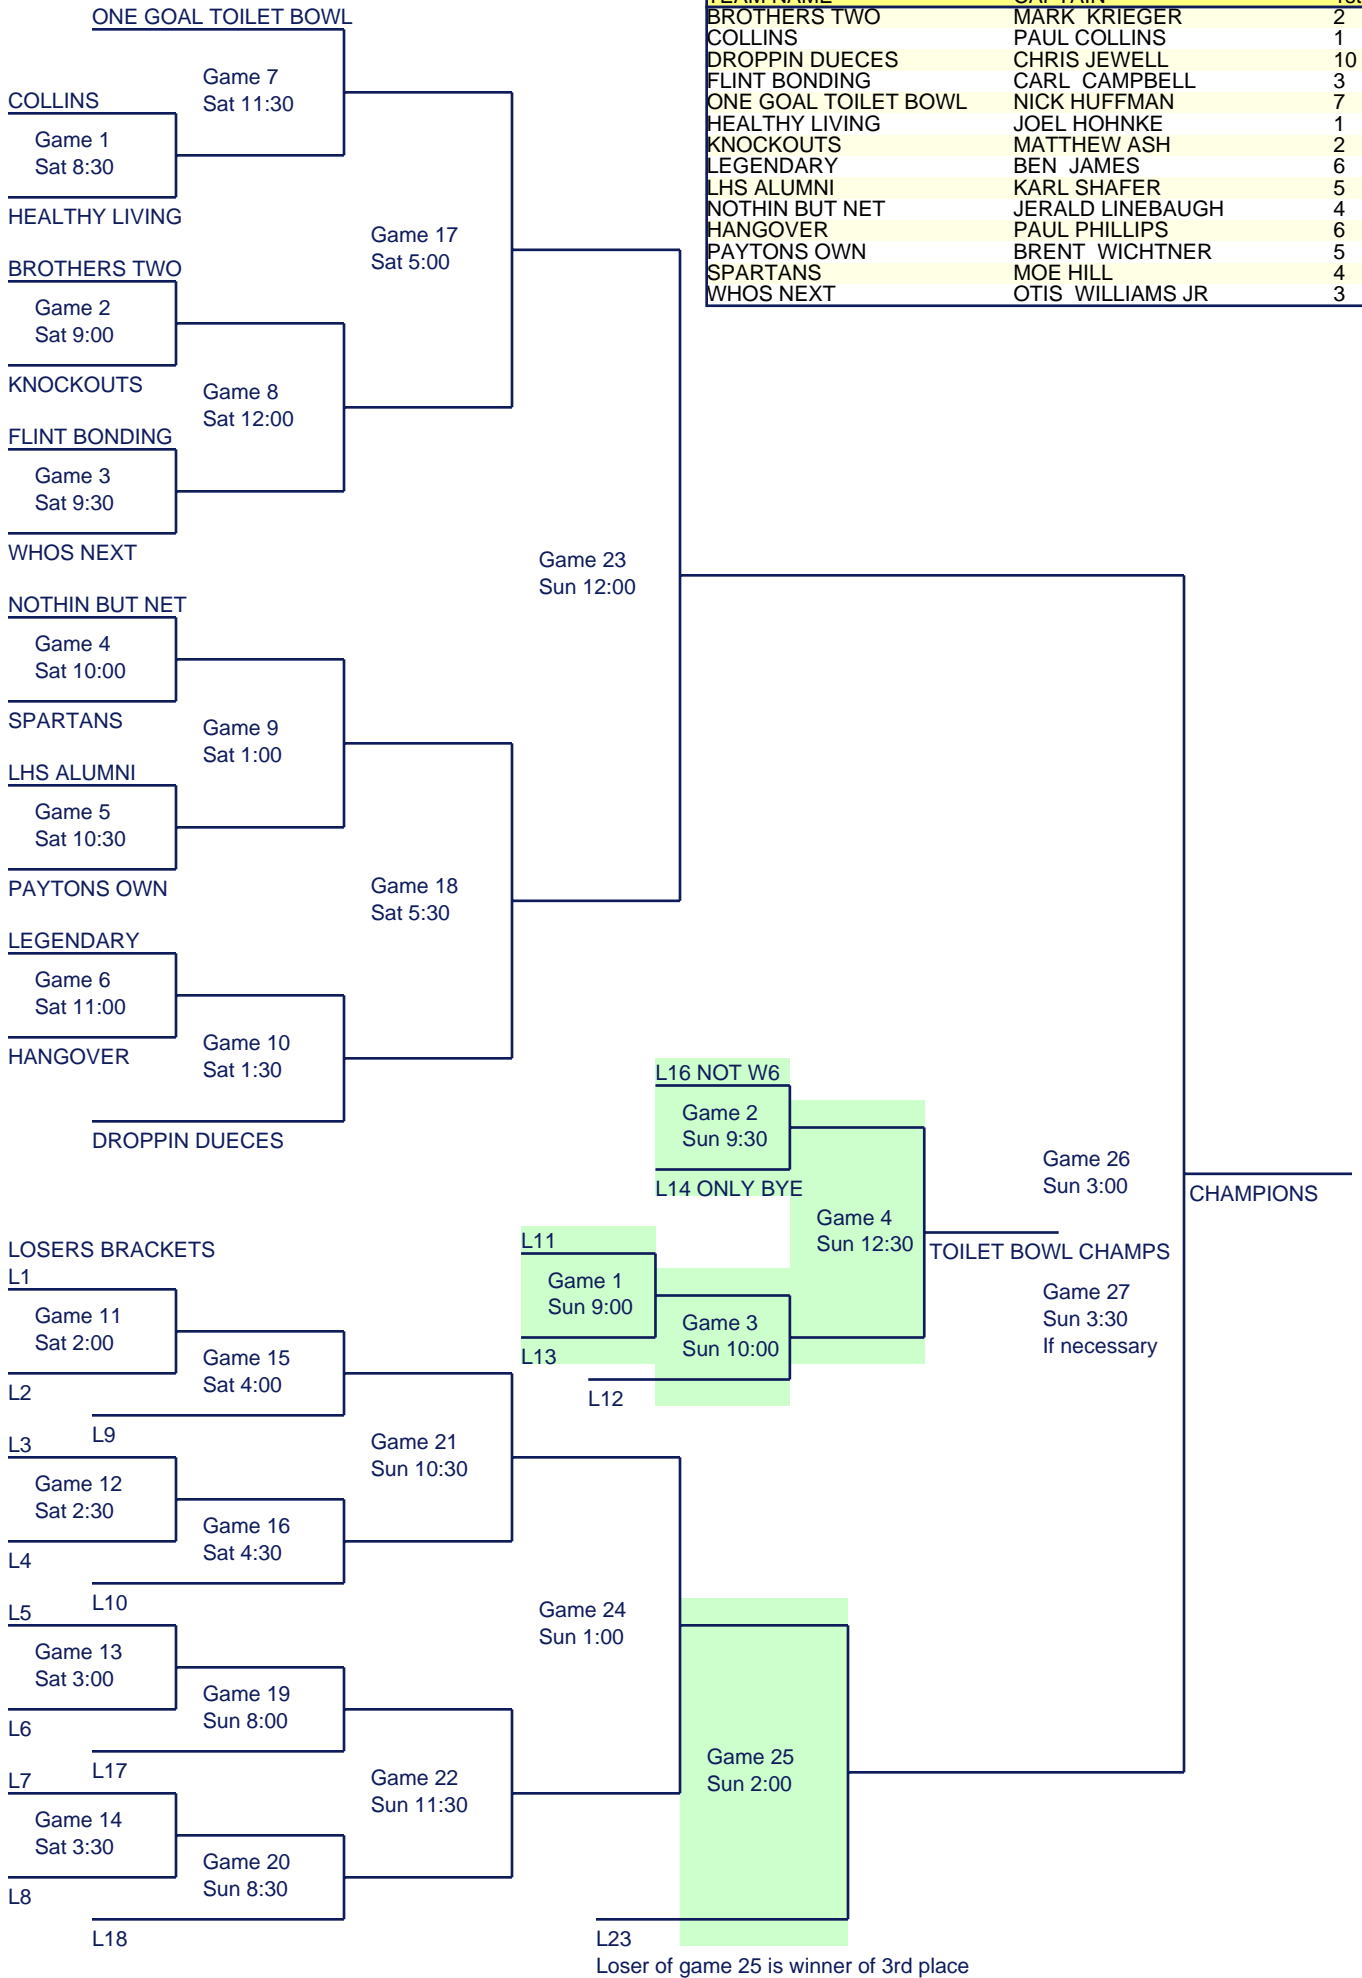 TEAM NAME CAPTAIN 1st
BROTHERS TWO MARK KRIEGER 2
COLLINS PAUL COLLINS 1
DROPPIN DUECES CHRIS JEWELL 10
FLINT BONDING CARL CAMPBELL 3
ONE GOAL TOILET BOWL NICK HUFFMAN 7
HEALTHY LIVING JOEL HOHNKE 1
KNOCKOUTS MATTHEW ASH 2
LEGENDARY BEN JAMES 6
LHS ALUMNI KARL SHAFER 5
NOTHIN BUT NET JERALD LINEBAUGH 4
HANGOVER PAUL PHILLIPS 6
PAYTONS OWN BRENT WICHTNER 5
SPARTANS MOE HILL 4
WHOS NEXT OTIS WILLIAMS JR 3
ONE GOAL TOILET BOWL
Game 7
Sat 11:30
COLLINS
Game 1
Sat 8:30
HEALTHY LIVING
Game 17
Sat 5:00
BROTHERS TWO
Game 2
Sat 9:00
KNOCKOUTS
Game 8
Sat 12:00
FLINT BONDING
Game 3
Sat 9:30
WHOS NEXT
Game 23
Sun 12:00
NOTHIN BUT NET
Game 4
Sat 10:00
SPARTANS
Game 9
Sat 1:00
LHS ALUMNI
Game 5
Sat 10:30
PAYTONS OWN
Game 18
Sat 5:30
LEGENDARY
Game 6
Sat 11:00
HANGOVER
Game 10
Sat 1:30
DROPPIN DUECES
L16 NOT W6
Game 2
Sun 9:30
L14 ONLY BYE
Game 4
Sun 12:30
TOILET BOWL CHAMPS
L11
Game 1
Sun 9:00
L13
Game 3
Sun 10:00
L12
Game 26
Sun 3:00
CHAMPIONS
Game 27
Sun 3:30
If necessary
LOSERS BRACKETS
L1
Game 11
Sat 2:00
L2
Game 15
Sat 4:00
L9
L3
Game 12
Sat 2:30
L4
Game 16
Sat 4:30
L10
Game 21
Sun 10:30
L5
Game 13
Sat 3:00
L6
Game 19
Sun 8:00
L17
L7
Game 14
Sat 3:30
L8
Game 20
Sun 8:30
L18
Game 22
Sun 11:30
Game 24
Sun 1:00
Game 25
Sun 2:00
L23
Loser of game 25 is winner of 3rd place